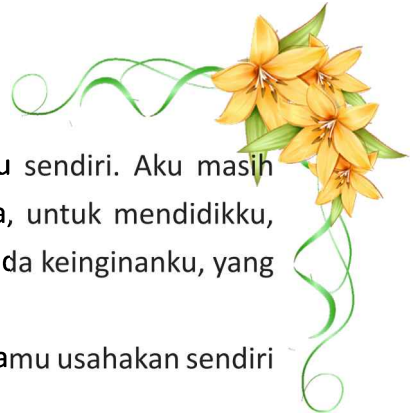 u sendiri. Aku masih
a, untuk mendidikku,
da keinginanku, yang
amu usahakan sendiri